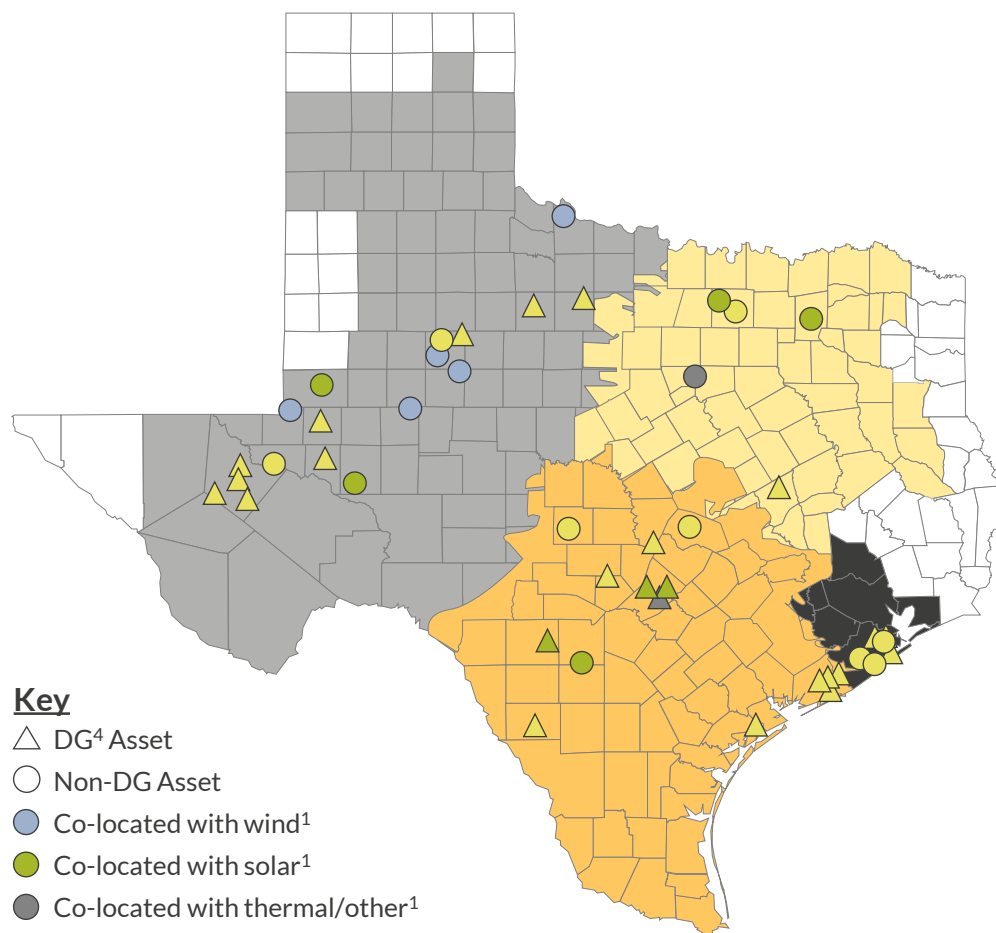 Key
DG⁴ Asset
Non-DG Asset
Co-located with wind¹
Co-located with solar¹
Co-located with thermal/other¹